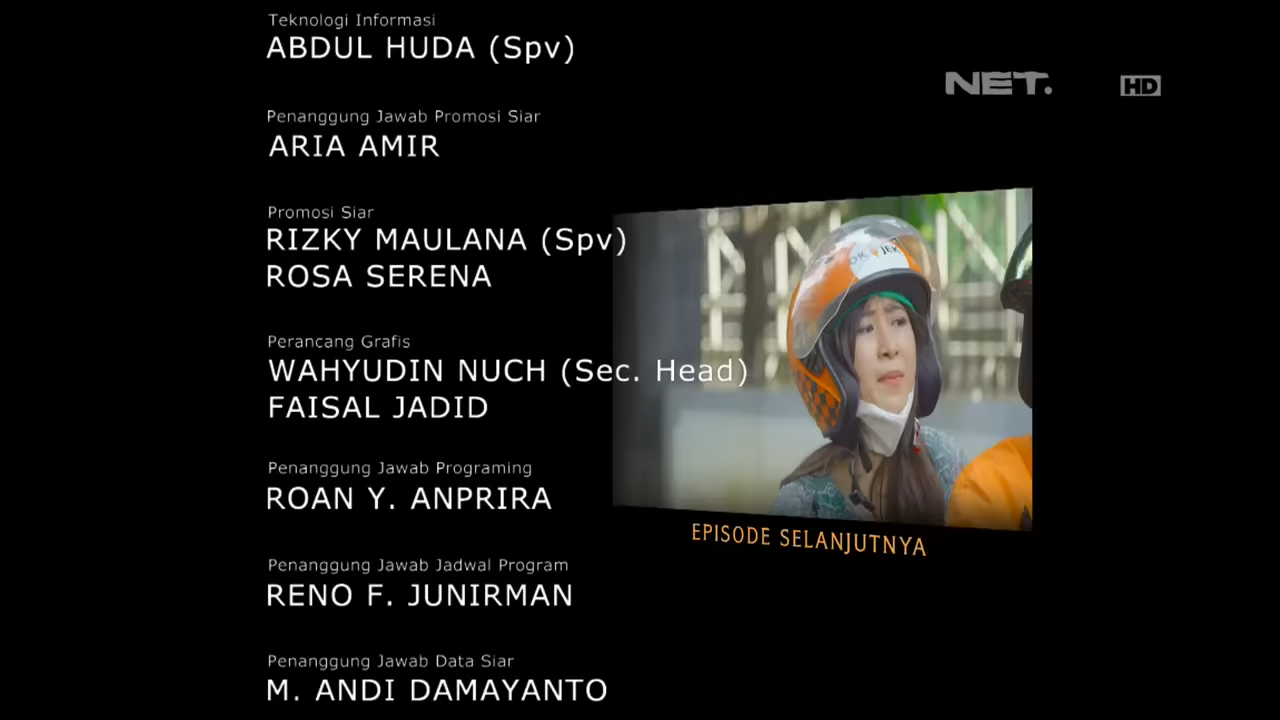 Teknologi Informasi
ABDUL HUDA (Spv)
NET.
HD
Penanggung Jawab Promosi Siar
ARIA AMIR
Promosi Siar
RIZKY MAULANA (Spv)
ROSA SERENA
OK JEK
Perancang Grafis
WAHYUDIN NUCH (Sec. Head)
FAISAL JADID
Penanggung Jawab Programing
ROAN Y. ANPRIRA
EPISODE SELANJUTNYA
Penanggung Jawab Jadwal Program
RENO F. JUNIRMAN
Penanggung Jawab Data Siar
M. ANDI DAMAYANTO